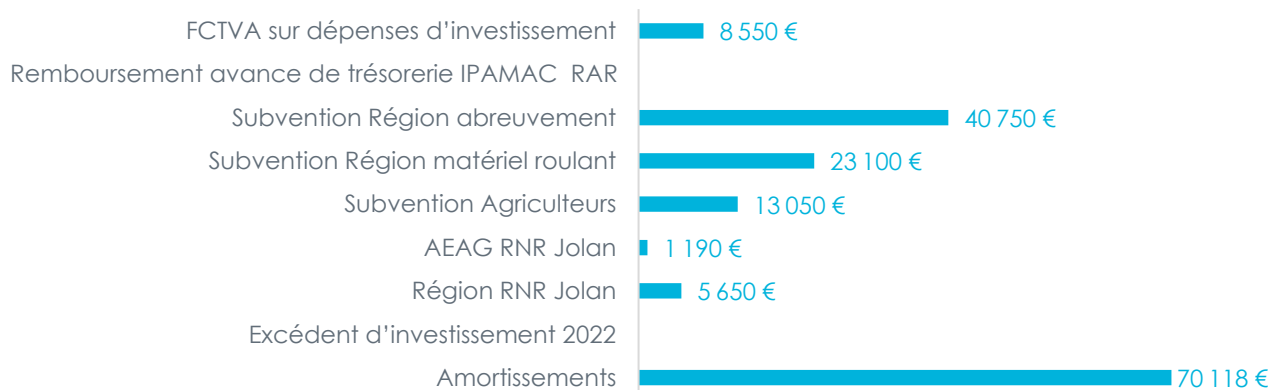 FCTVA sur dépenses d’investissement 8 550 €
Remboursement avance de trésorerie IPAMAC  RAR
Subvention Région abreuvement 40 750 €
Subvention Région matériel roulant 23 100 €
Subvention Agriculteurs 13 050 €
AEAG RNR Jolan 1 190 €
Région RNR Jolan 5 650 €
Excédent d’investissement 2022
Amortissements 70 118 €